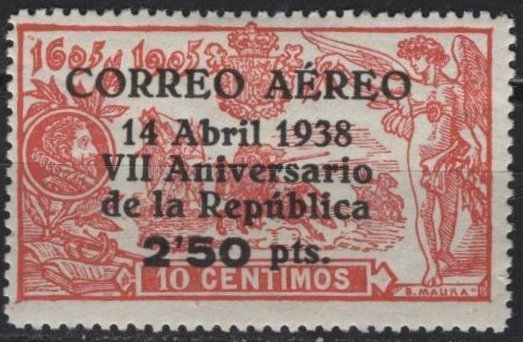 1605 1905
CORREO AÉREO
14 Abril 1938
VII Aniversario
de la República
2'50 pts.
10 CENTIMOS
B. MAURA